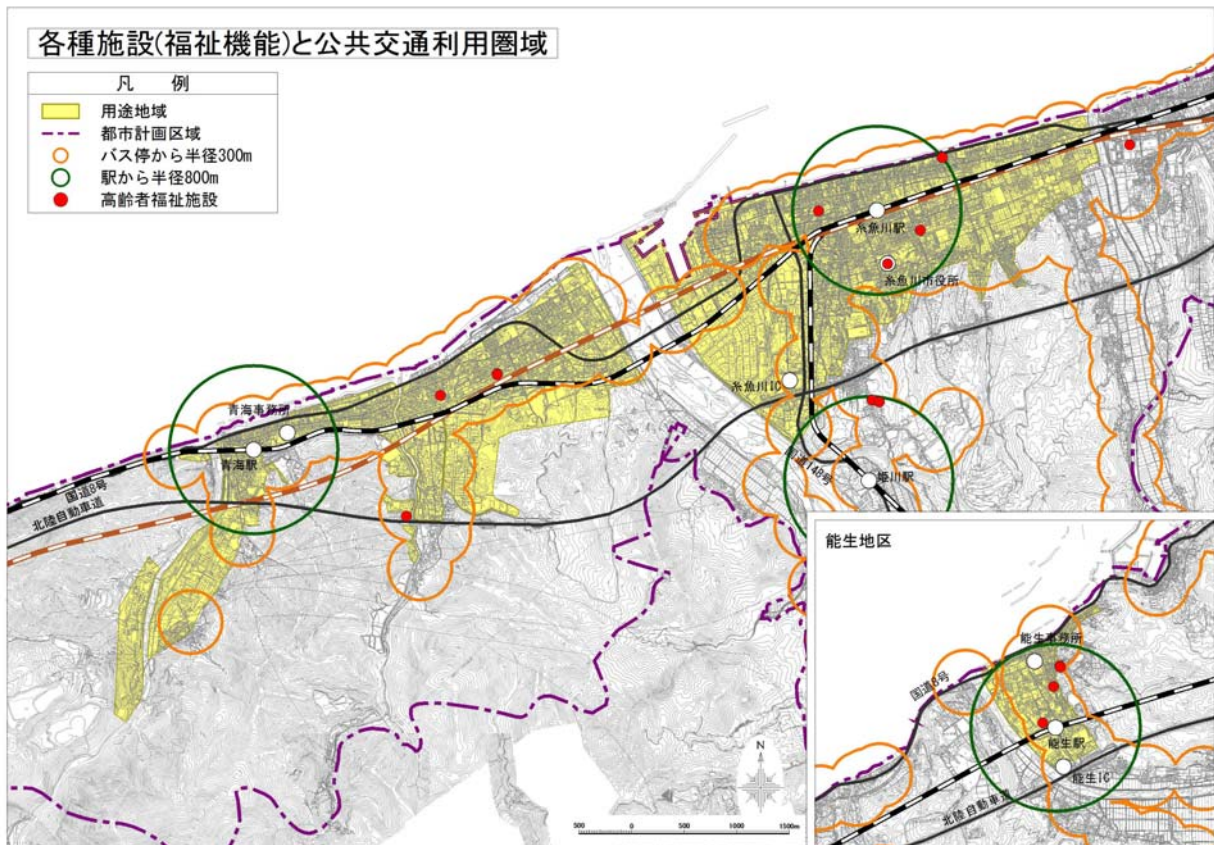 各種施設(福祉機能)と公共交通利用圏域
凡 例
用途地域
都市計画区域
バス停から半径300m
駅から半径800m
高齢者福祉施設
糸魚川駅
糸魚川市役所
糸魚川IC
青海事務所
青海駅
国道8号
北陸自動車道
国道148号
姫川駅
能生地区
能生事務所
国道8号
能生駅
能生IC
北陸自動車道
N
500 0 500 1000 1500m